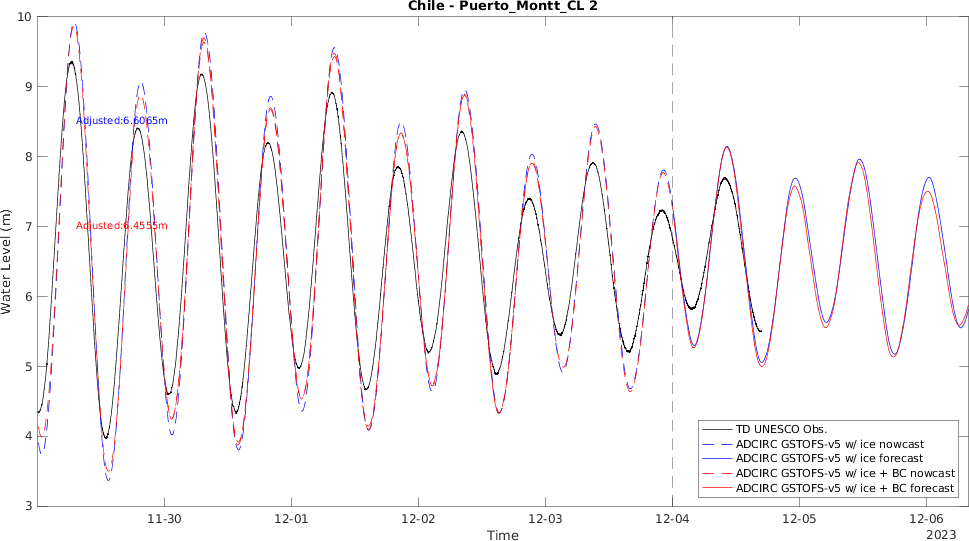 Chile - Puerto_Montt_CL 2
Water Level (m)
10
9
8
7
6
5
4
3
Adjusted:6.6065m
Adjusted:6.4555m
TD UNESCO Obs.
ADCIRC GSTOFS-v5 w/ ice nowcast
ADCIRC GSTOFS-v5 w/ ice forecast
ADCIRC GSTOFS-v5 w/ ice + BC nowcast
ADCIRC GSTOFS-v5 w/ ice + BC forecast
11-30 12-01 12-02 12-03 12-04 12-05 12-06
Time
2023